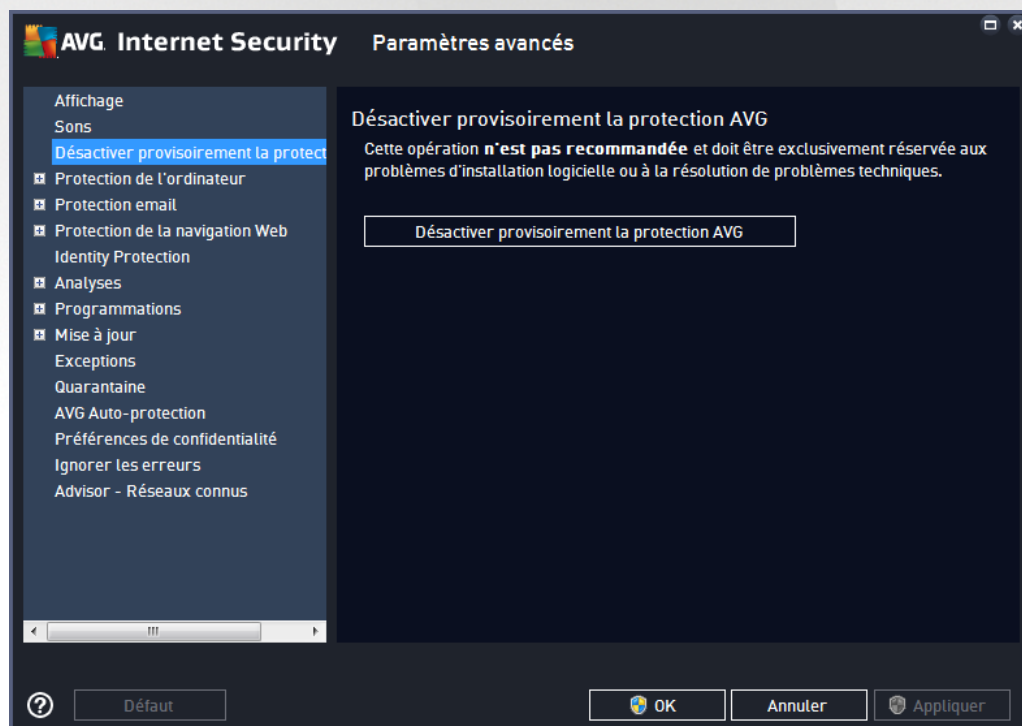 AVG. Internet Security Paramètres avancés
Affichage
Sons
Désactiver provisoirement la protect
Protection de l'ordinateur
Protection email
Protection de la navigation Web
Identity Protection
Analyses
Programmations
Mise à jour
Exceptions
Quarantaine
AVG Auto-protection
Préférences de confidentialité
Ignorer les erreurs
Advisor - Réseaux connus
Désactiver provisoirement la protection AVG
Cette opération n'est pas recommandée et doit être exclusivement réservée aux
problèmes d'installation logicielle ou à la résolution de problèmes techniques.
Désactiver provisoirement la protection AVG
Défaut
OK
Annuler
Appliquer